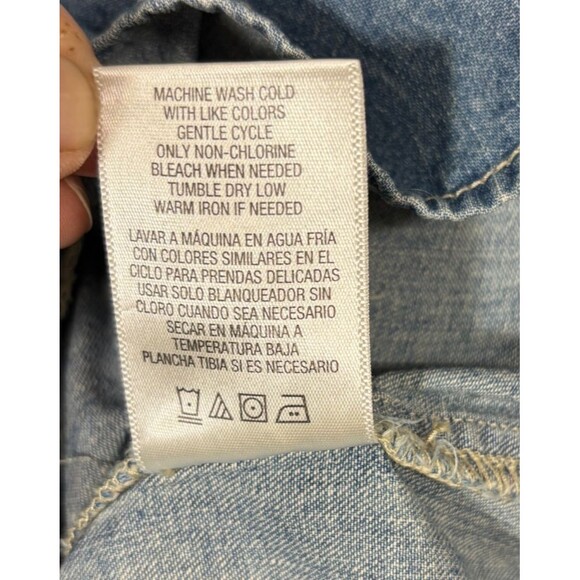 MACHINE WASH COLD
WITH LIKE COLORS
GENTLE CYCLE
ONLY NON-CHLORINE
BLEACH WHEN NEEDED
TUMBLE DRY LOW
WARM IRON IF NEEDED
LAVAR A MÁQUINA EN AGUA FRÍA
CON COLORES SIMILARES EN EL
CICLO PARA PRENDAS DELICADAS
USAR SOLO BLANQUEADOR SIN
CLORO CUANDO SEA NECESARIO
SECAR EN MÁQUINA A
TEMPERATURA BAJA
PLANCHA TIBIA SI ES NECESARIO